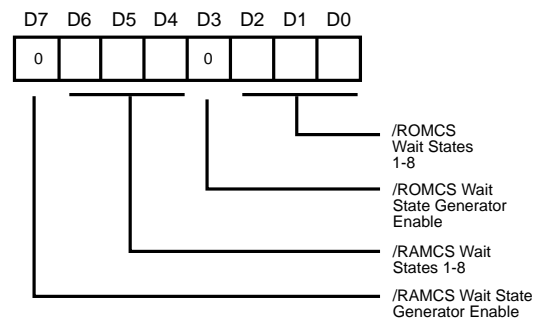 D7 D6 D5 D4 D3 D2 D1 D0
0 0
/ROMCS
Wait States
1-8
/ROMCS Wait
State Generator
Enable
/RAMCS Wait
States 1-8
/RAMCS Wait State
Generator Enable